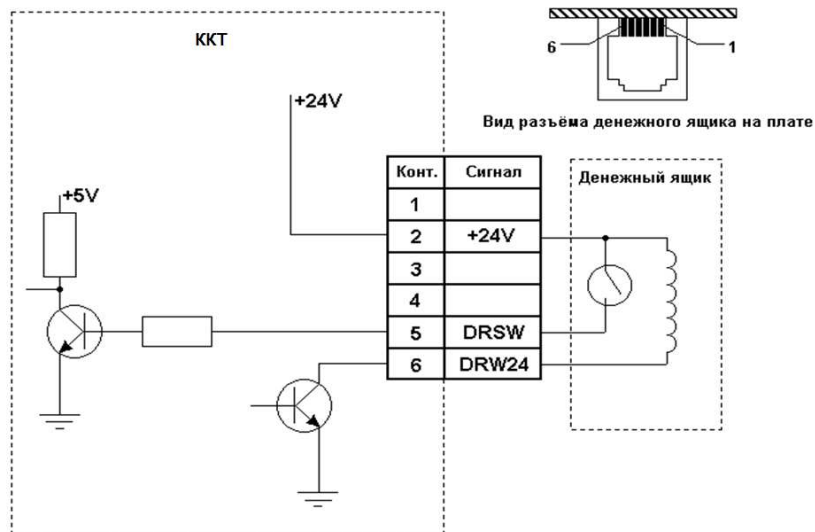 ККТ
6
1
Вид разъёма денежного ящика на плате
+24V
+5V
Конт. Сигнал
1
2 +24V
3
4
5 DRSW
6 DRW24
Денежный ящик